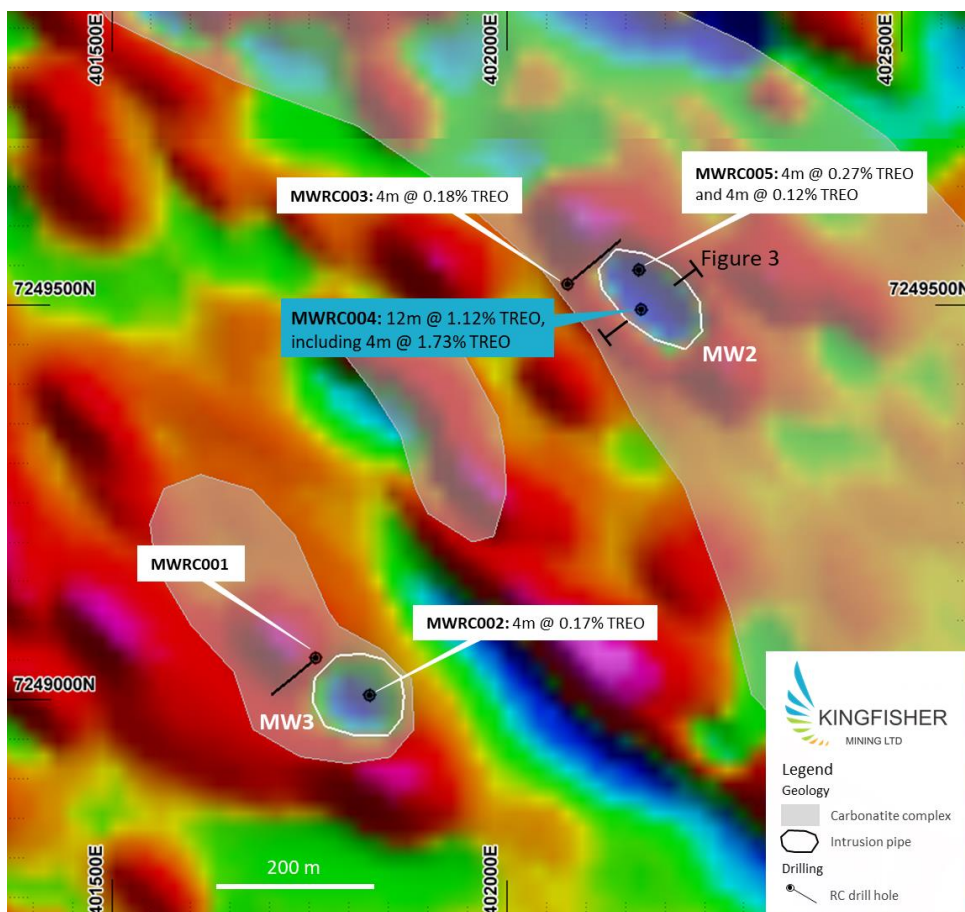 401500E
402000E
402500E
MWRC003: 4m @ 0.18% TREO
MWRC005: 4m @ 0.27% TREO
and 4m @ 0.12% TREO
Figure 3
7249500N
7249500N
MWRC004: 12m @ 1.12% TREO,
including 4m @ 1.73% TREO
MW2
MWRC001
MWRC002: 4m @ 0.17% TREO
7249000N
7249000N
MW3
200 m
401500E
402000E
KINGFISHER
MINING LTD
Legend
Geology
Carbonatite complex
Intrusion pipe
Drilling
RC drill hole